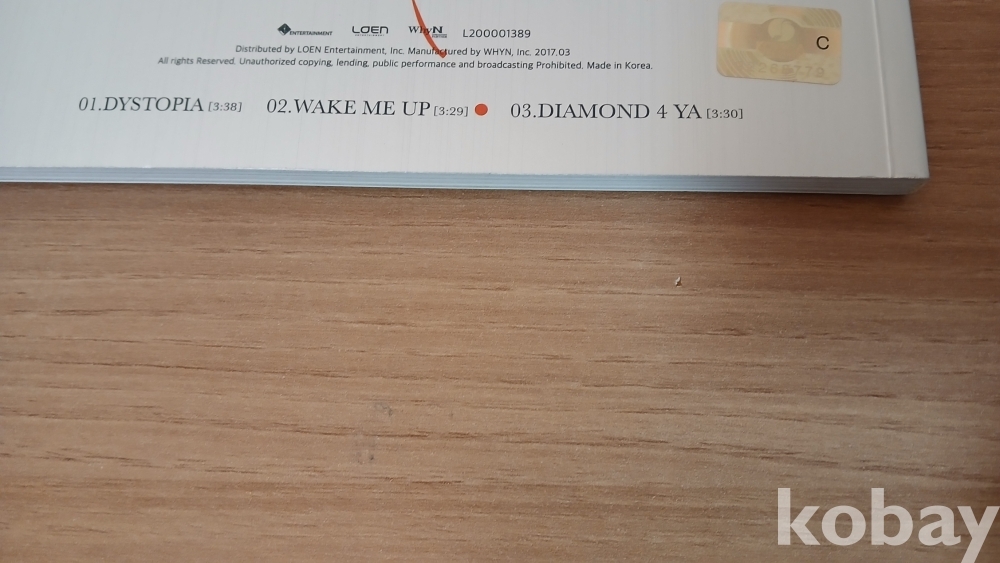 ENTERTAINMENT LOEN ENTERTAINMENT WhyN L200001389
Distributed by LOEN Entertainment, Inc. Manufactured by WHYN, Inc. 2017.03
All rights Reserved. Unauthorized copying, lending, public performance and broadcasting Prohibited. Made in Korea.
C
01.DYSTOPIA [3:38] 02.WAKE ME UP [3:29] 03.DIAMOND 4 YA [3:30]
kobay